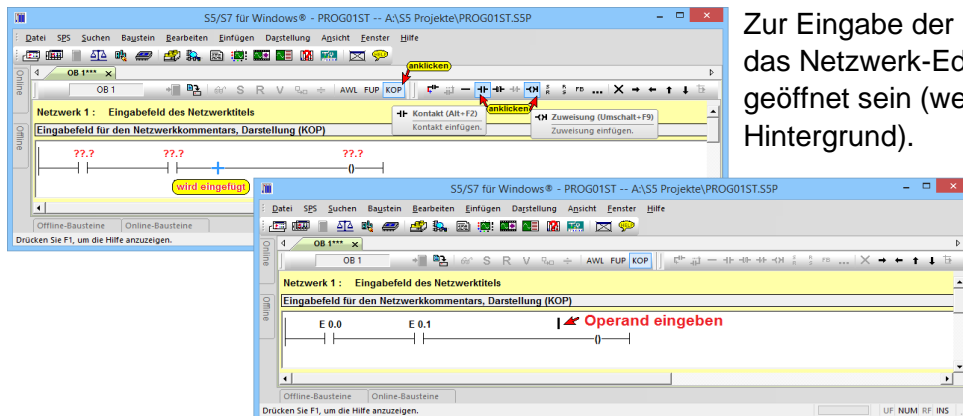 S5/S7 für Windows® - PROG01ST -- A:\S5 Projekte\PROG01ST.S5P
Datei SPS Suchen Baustein Bearbeiten Einfügen Darstellung Ansicht Fenster Hilfe
anklicken
Online
OB 1*** x
OB 1
S R V
AWL FUP KOP
FB ...
anklicken
Netzwerk 1 : Eingabefeld des Netzwerktitels
Kontakt (Alt+F2)
Kontakt einfügen.
Zuweisung (Umschalt+F9)
Zuweisung einfügen.
Offline
Eingabefeld für den Netzwerkkommentars, Darstellung (KOP)
??.? ??.? ??.?
wird eingefügt
Offline-Bausteine Online-Bausteine
Drücken Sie F1, um die Hilfe anzuzeigen.
Zur Eingabe der
das Netzwerk-Ed
geöffnet sein (we
Hintergrund).
S5/S7 für Windows® - PROG01ST -- A:\S5 Projekte\PROG01ST.S5P
Datei SPS Suchen Baustein Bearbeiten Einfügen Darstellung Ansicht Fenster Hilfe
Online
OB 1*** x
OB 1
S R V
AWL FUP KOP
FB ...
Netzwerk 1 : Eingabefeld des Netzwerktitels
Offline
Eingabefeld für den Netzwerkkommentars, Darstellung (KOP)
E 0.0 E 0.1 Operand eingeben
Offline-Bausteine Online-Bausteine
Drücken Sie F1, um die Hilfe anzuzeigen.
UF NUM RF INS